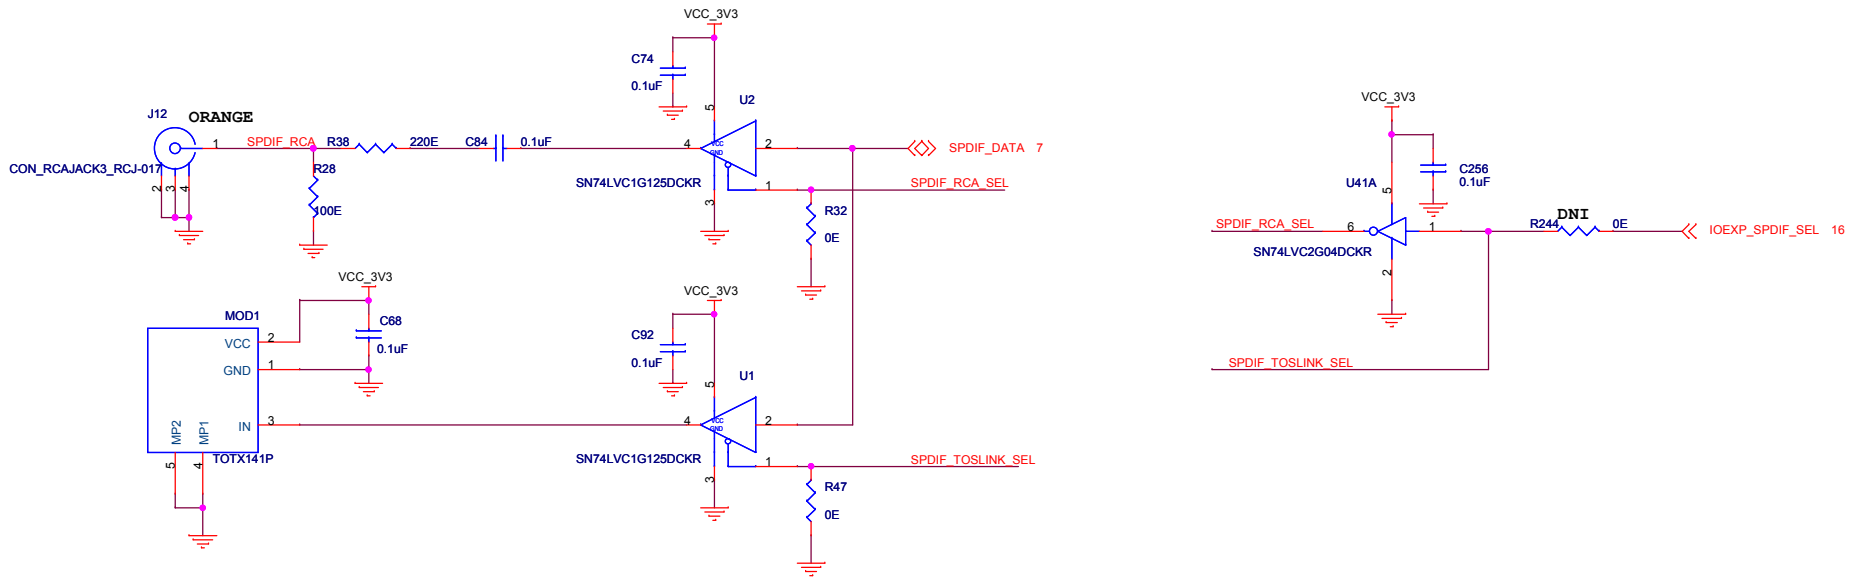 VCC_3V3
C74
0.1uF
U2
5
VCC
GND
4
2
SPDIF_DATA 7
SN74LVC1G125DCKR
1
SPDIF_RCA_SEL
3
R32
0E
J12
ORANGE
1
SPDIF_RCA
R38
220E
C84
0.1uF
CON_RCAJACK3_RCJ-017
R28
2
3
4
100E
VCC_3V3
MOD1
C68
0.1uF
VCC
2
GND
1
IN
3
MP2
MP1
TOTX141P
5
4
VCC_3V3
C92
0.1uF
U1
5
VCC
GND
4
2
SN74LVC1G125DCKR
1
SPDIF_TOSLINK_SEL
3
R47
0E
VCC_3V3
C256
0.1uF
U41A
5
SPDIF_RCA_SEL
6
1
R244
DNI
0E
IOEXP_SPDIF_SEL 16
SN74LVC2G04DCKR
2
SPDIF_TOSLINK_SEL